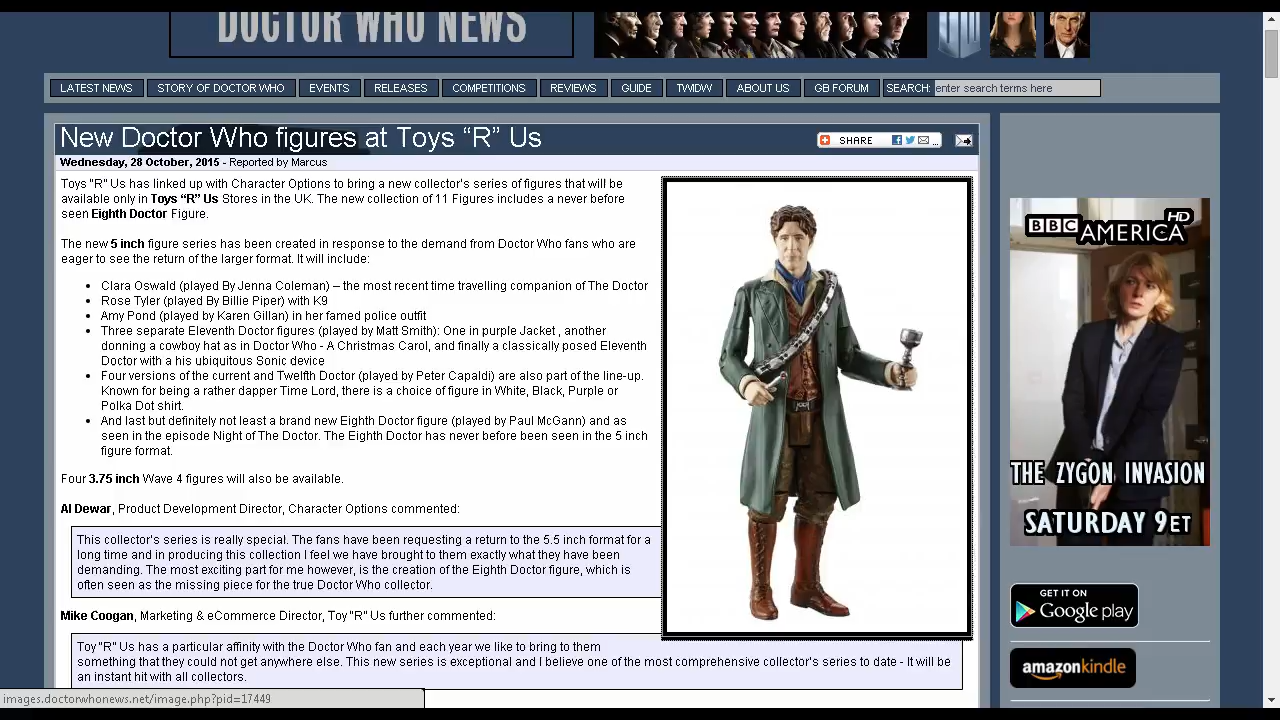 DOCTOR WHO NEWS
LATEST NEWS
STORY OF DOCTOR WHO
EVENTS
RELEASES
COMPETITIONS
REVIEWS
GUIDE
TWIDW
ABOUT US
GB FORUM
SEARCH:
enter search terms here
New Doctor Who figures at Toys “R” Us
SHARE
...
Wednesday, 28 October, 2015 - Reported by Marcus
Toys "R" Us has linked up with Character Options to bring a new collector's series of figures that will be
available only in Toys “R” Us Stores in the UK. The new collection of 11 Figures includes a never before
seen Eighth Doctor Figure.
The new 5 inch figure series has been created in response to the demand from Doctor Who fans who are
eager to see the return of the larger format. It will include:
Clara Oswald (played By Jenna Coleman) – the most recent time travelling companion of The Doctor
Rose Tyler (played By Billie Piper) with K9
Amy Pond (played by Karen Gillan) in her famed police outfit
Three separate Eleventh Doctor figures (played by Matt Smith). One in purple Jacket , another
donning a cowboy hat as in Doctor Who - A Christmas Carol, and finally a classically posed Eleventh
Doctor with a his ubiquitous Sonic device
Four versions of the current and Twelfth Doctor (played by Peter Capaldi) are also part of the line-up.
Known for being a rather dapper Time Lord, there is a choice of figure in White, Black, Purple or
Polka Dot shirt.
And last but definitely not least a brand new Eighth Doctor figure (played by Paul McGann) and as
seen in the episode Night of The Doctor. The Eighth Doctor has never before been seen in the 5 inch
figure format.
Four 3.75 inch Wave 4 figures will also be available.
Al Dewar, Product Development Director, Character Options commented:
This collector's series is really special. The fans have been requesting a return to the 5.5 inch format for a
long time and in producing this collection I feel we have brought to them exactly what they have been
demanding. The most exciting part for me however, is the creation of the Eighth Doctor figure, which is
often seen as the missing piece for the true Doctor Who collector.
Mike Coogan, Marketing & eCommerce Director, Toy "R" Us further commented:
Toy "R" Us has a particular affinity with the Doctor Who fan and each year we like to bring to them
something that they could not get anywhere else. This new series is exceptional and I believe one of the most comprehensive collector's series to date - It will be
an instant hit with all collectors.
BBC AMERICA HD
THE ZYGON INVASION
SATURDAY 9ET
GET IT ON
Google play
amazonkindle
images.doctorwhonews.net/image.php?pid=17449